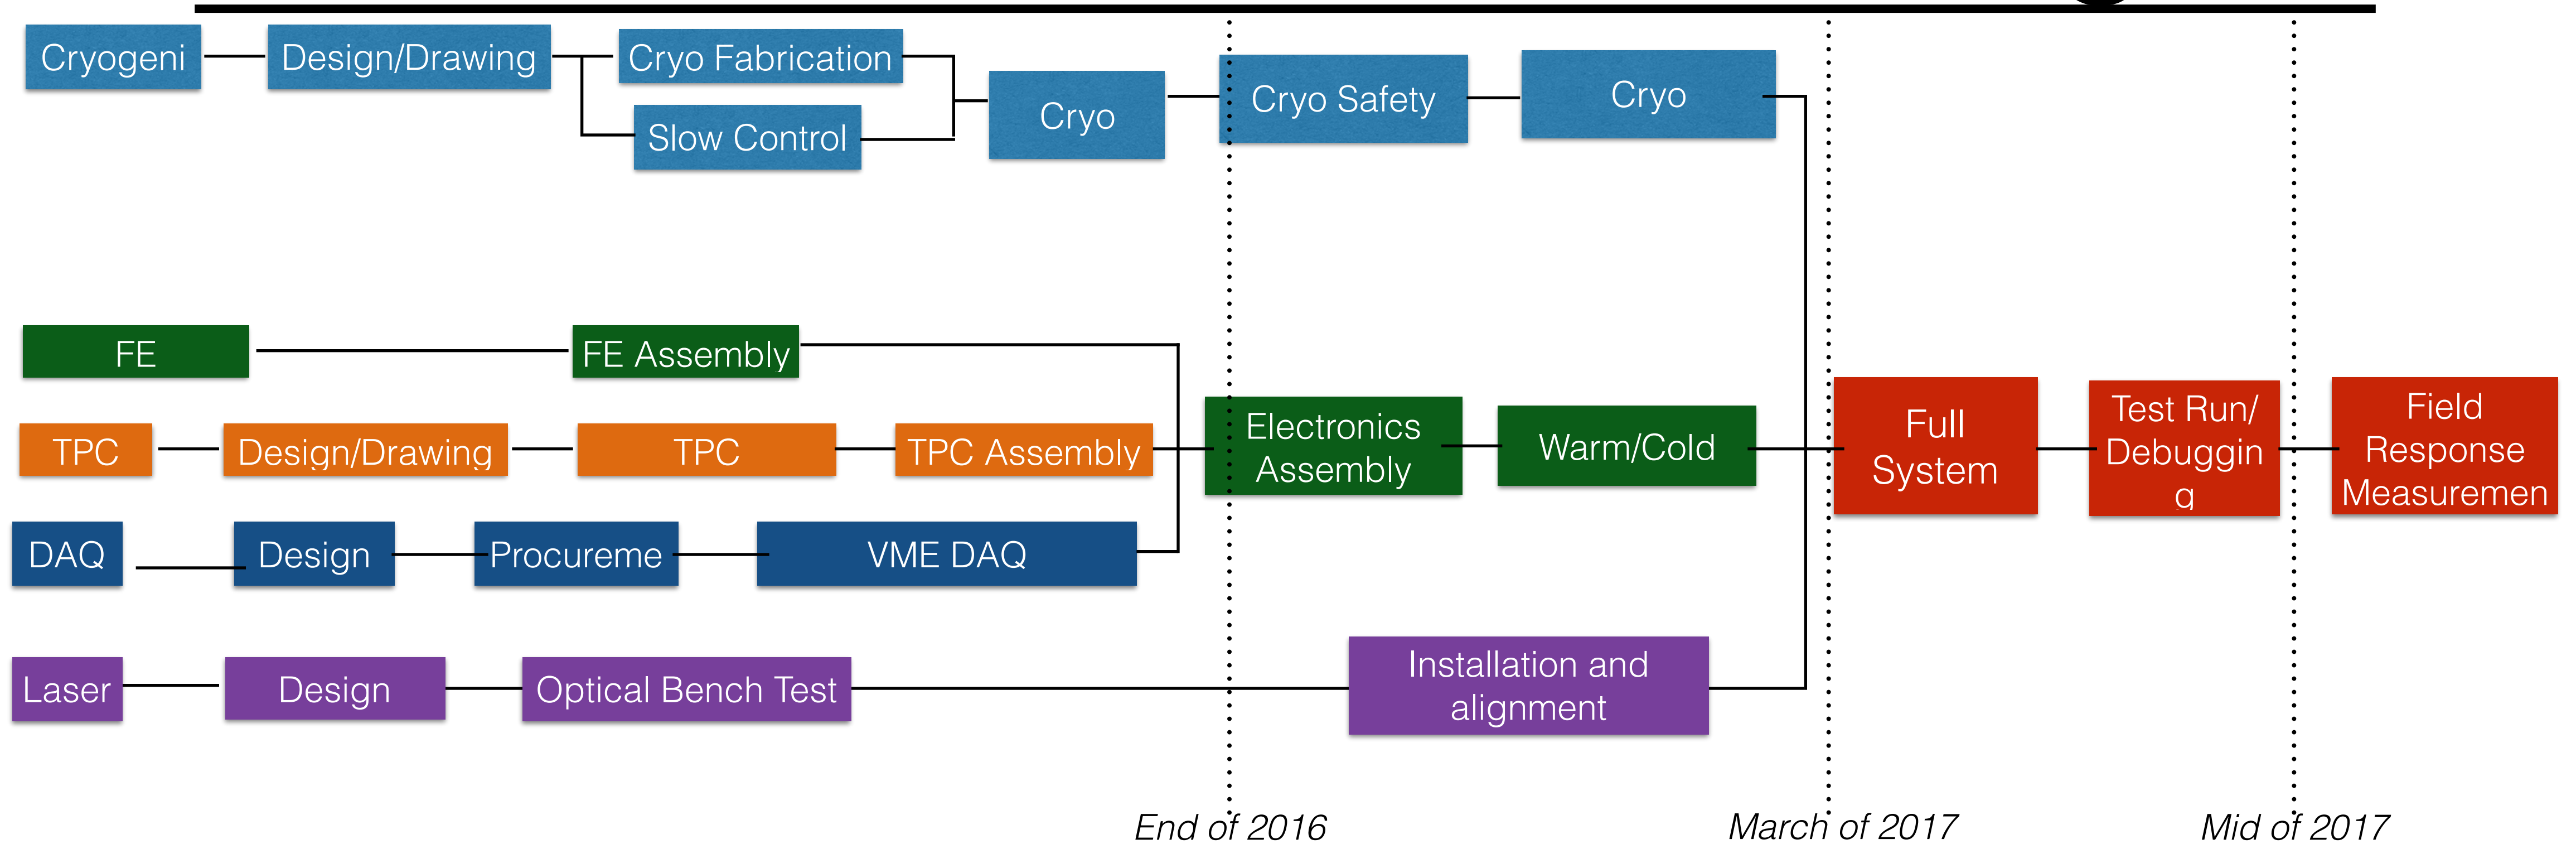 Cryogeni
Design/Drawing
Cryo Fabrication
Slow Control
Cryo
Cryo Safety
Cryo
FE
FE Assembly
TPC
Design/Drawing
TPC
TPC Assembly
Electronics
Assembly
Warm/Cold
Full
System
Test Run/
Debuggin
g
Field
Response
Measuremen
DAQ
Design
Procureme
VME DAQ
Laser
Design
Optical Bench Test
Installation and
alignment
End of 2016
March of 2017
Mid of 2017